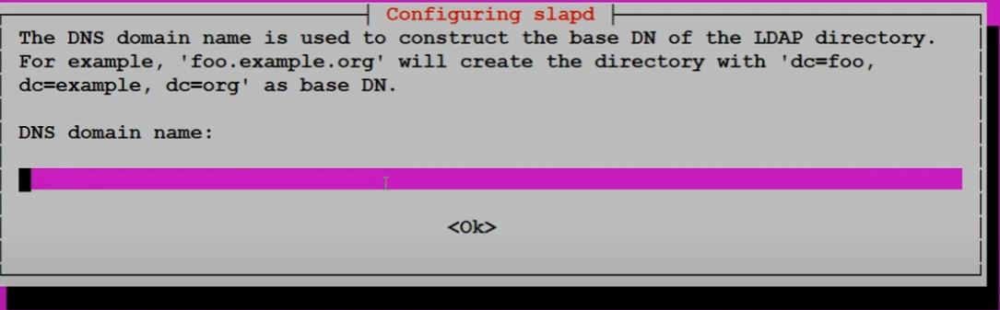 Configuring slapd
The DNS domain name is used to construct the base DN of the LDAP directory.
For example, 'foo.example.org' will create the directory with 'dc=foo,
dc=example, dc=org' as base DN.
DNS domain name:
<Ok>